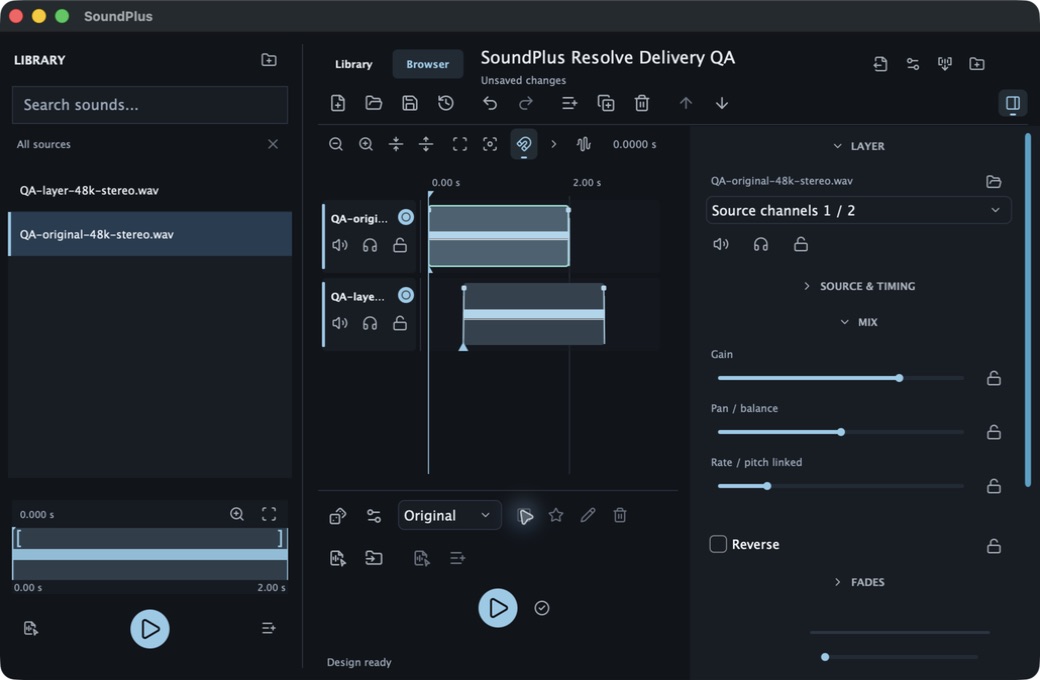 SoundPlus
LIBRARY
Search sounds...
All sources
QA-layer-48k-stereo.wav
QA-original-48k-stereo.wav
0.000 s
[ ]
0.00 s 2.00 s
Library Browser
SoundPlus Resolve Delivery QA
Unsaved changes
0.0000 s
0.00 s 2.00 s
QA-origi...
QA-laye...
Original
Design ready
LAYER
QA-original-48k-stereo.wav
Source channels 1 / 2
SOURCE & TIMING
MIX
Gain
Pan / balance
Rate / pitch linked
Reverse
FADES